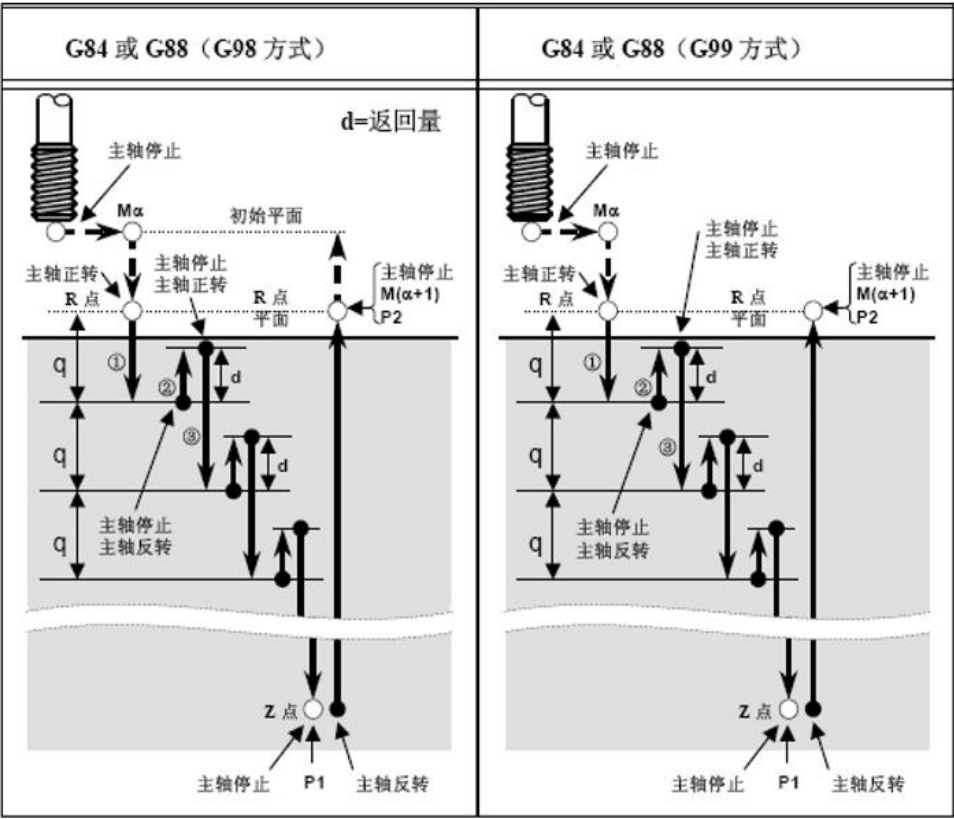 G84 或 G88（G98 方式）
d=返回量
主轴停止
Mα
初始平面
主轴正转
主轴停止
主轴正转
主轴停止
M(α+1)
P2
R 点
R 点
平面
q
①
②
d
③
q
d
主轴停止
主轴反转
q
Z 点
主轴停止
P1
主轴反转
G84 或 G88（G99 方式）
主轴停止
Mα
主轴停止
主轴正转
主轴正转
主轴停止
M(α+1)
P2
R 点
R 点
平面
q
①
②
d
③
q
d
主轴停止
主轴反转
q
Z 点
主轴停止
P1
主轴反转